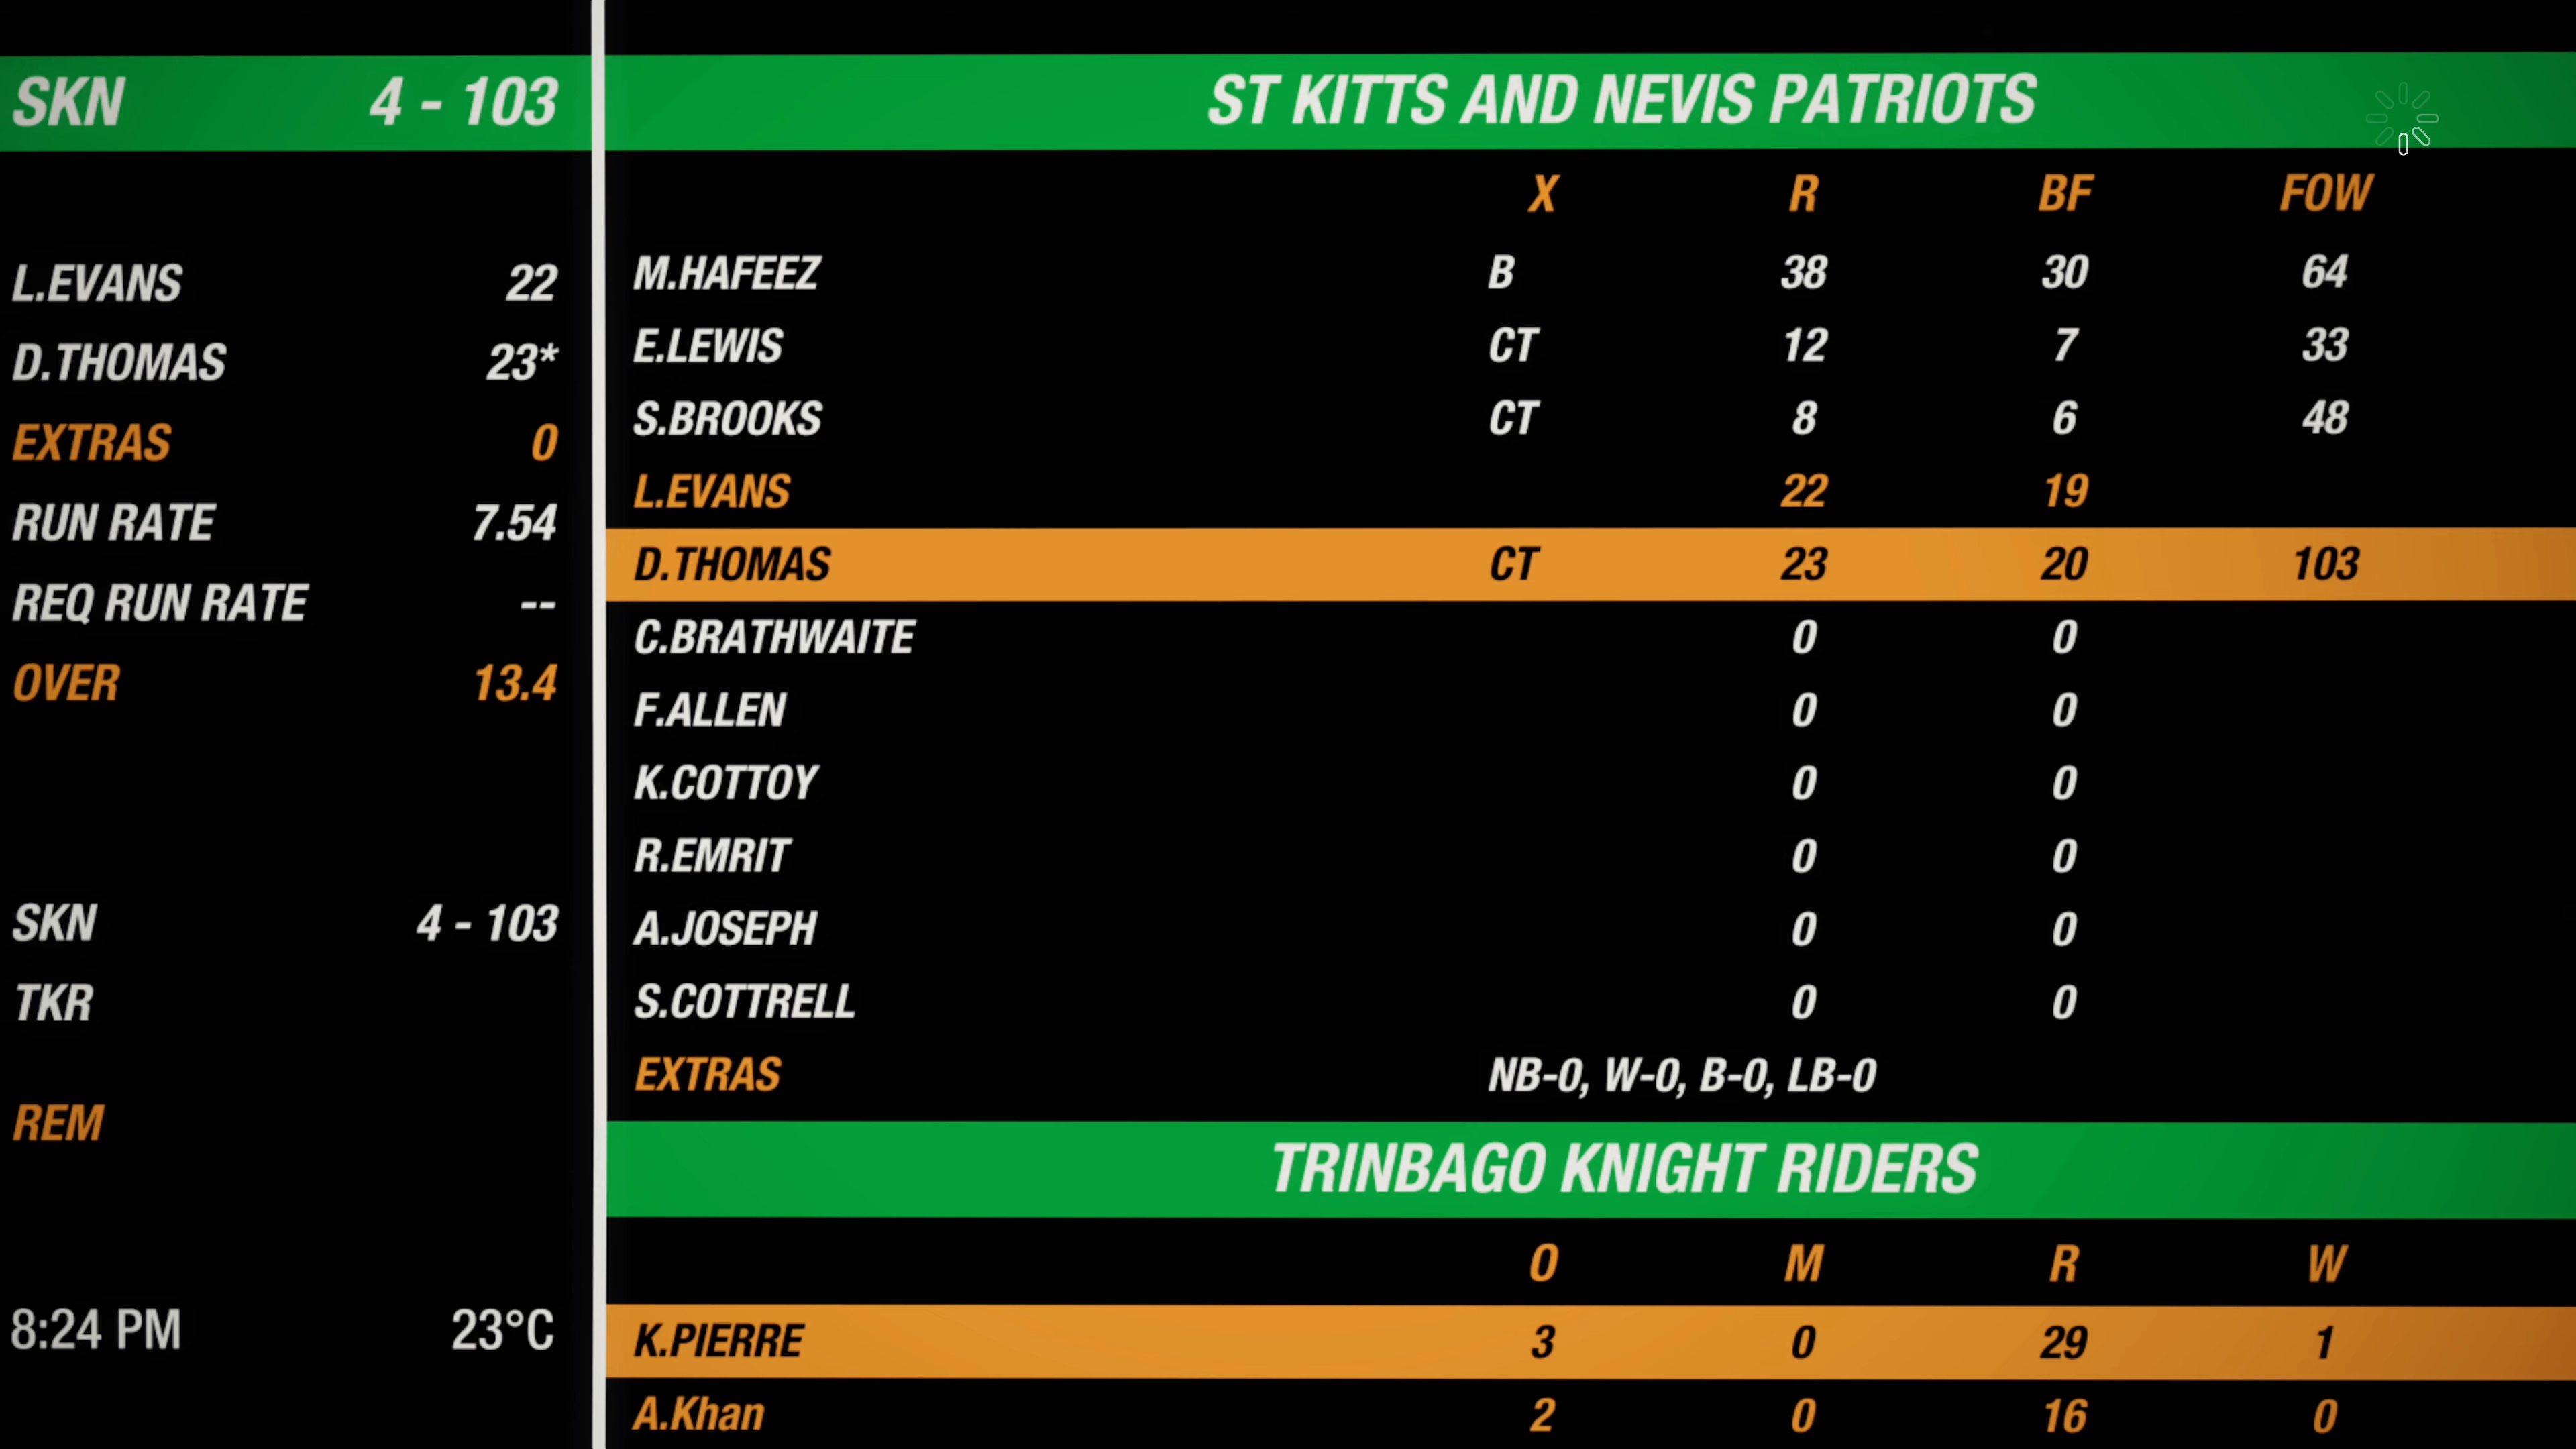 SKN 4 - 103
L.EVANS 22
D.THOMAS 23*
EXTRAS 0
RUN RATE 7.54
REQ RUN RATE --
OVER 13.4
SKN 4 - 103
TKR
REM
8:24 PM 23°C
ST KITTS AND NEVIS PATRIOTS
X R BF FOW
M.HAFEEZ B 38 30 64
E.LEWIS CT 12 7 33
S.BROOKS CT 8 6 48
L.EVANS 22 19
D.THOMAS CT 23 20 103
C.BRATHWAITE 0 0
F.ALLEN 0 0
K.COTTOY 0 0
R.EMRIT 0 0
A.JOSEPH 0 0
S.COTTRELL 0 0
EXTRAS NB-0, W-0, B-0, LB-0
TRINBAGO KNIGHT RIDERS
O M R W
K.PIERRE 3 0 29 1
A.Khan 2 0 16 0